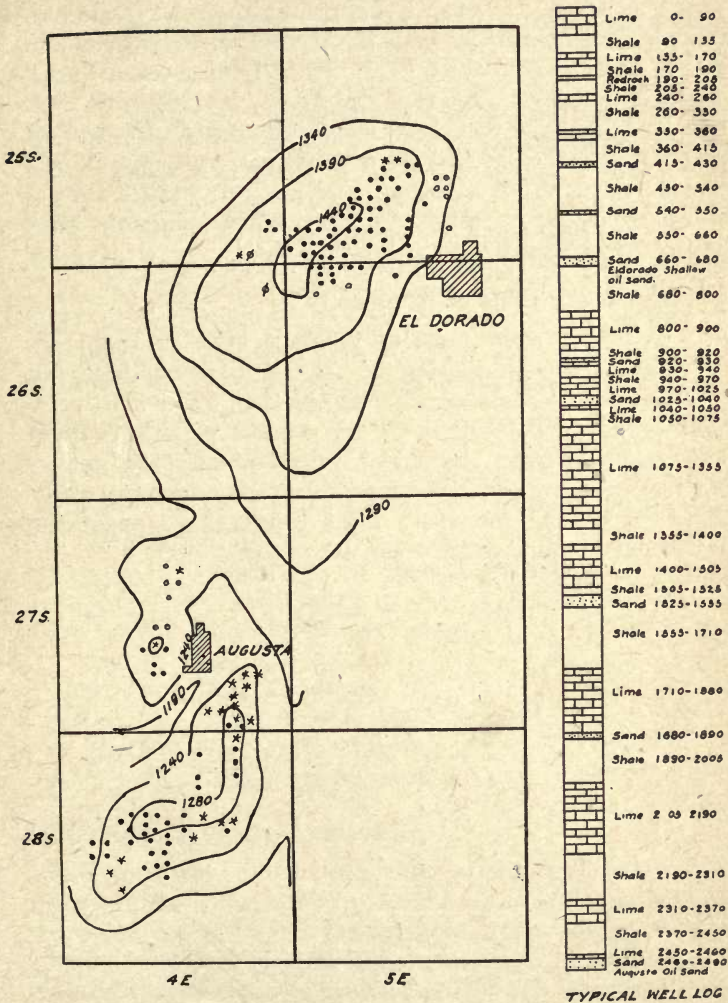 1340
1390
1440
25S.
EL DORADO
26S.
1290
27S.
1240
AUGUSTA
1190
1240
1280
28S
4E
5E
Lime 0- 90
Shale 90 135
Lime 135- 170
Shale 170 190
Redrock 190- 205
Shale 205- 240
Lime 240- 260
Shale 260- 330
Lime 330- 360
Shale 360- 415
Sand 415- 430
Shale 430- 540
Sand 540- 550
Shale 550- 660
Sand 660- 680
Eldorado Shallow
oil sand.
Shale 680- 800
Lime 800- 900
Shale 900- 920
Sand 920- 930
Lime 930- 940
Shale 940- 970
Lime 970- 1025
Sand 1025-1040
Lime 1040-1050
Shale 1050-1075
Lime 1075-1355
Shale 1355-1400
Lime 1400-1505
Shale 1505-1525
Sand 1525-1555
Shale 1555-1710
Lime 1710-1880
Sand 1880-1890
Shale 1890-2005
Lime 2 05 2190
Shale 2190-2310
Lime 2310-2370
Shale 2370-2450
Lime 2450-2460
Sand 2460-2480
Augusta Oil Sand
TYPICAL WELL LOG